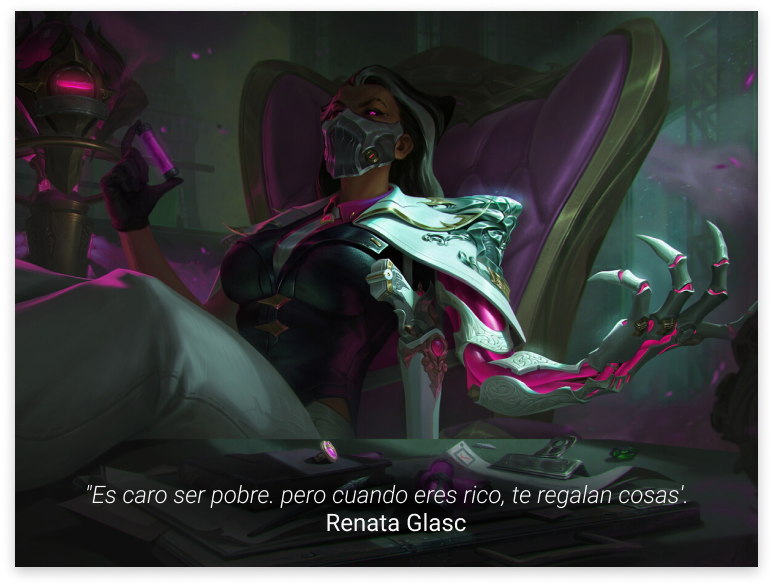 "Es caro ser pobre. pero cuando eres rico, te regalan cosas'.
Renata Glasc